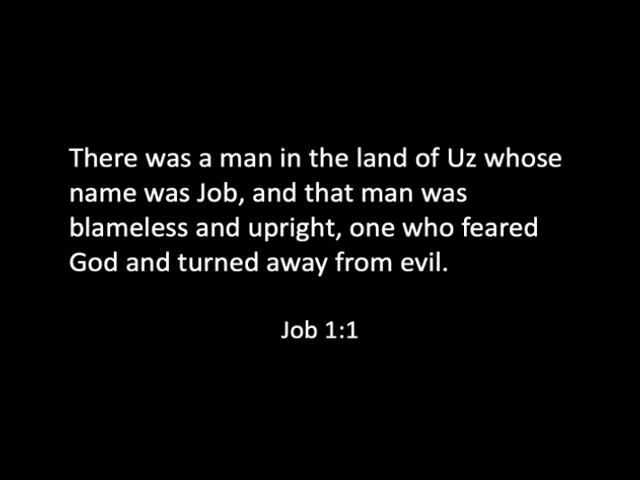 There was a man in the land of Uz whose
name was Job, and that man was
blameless and upright, one who feared
God and turned away from evil.
Job 1:1